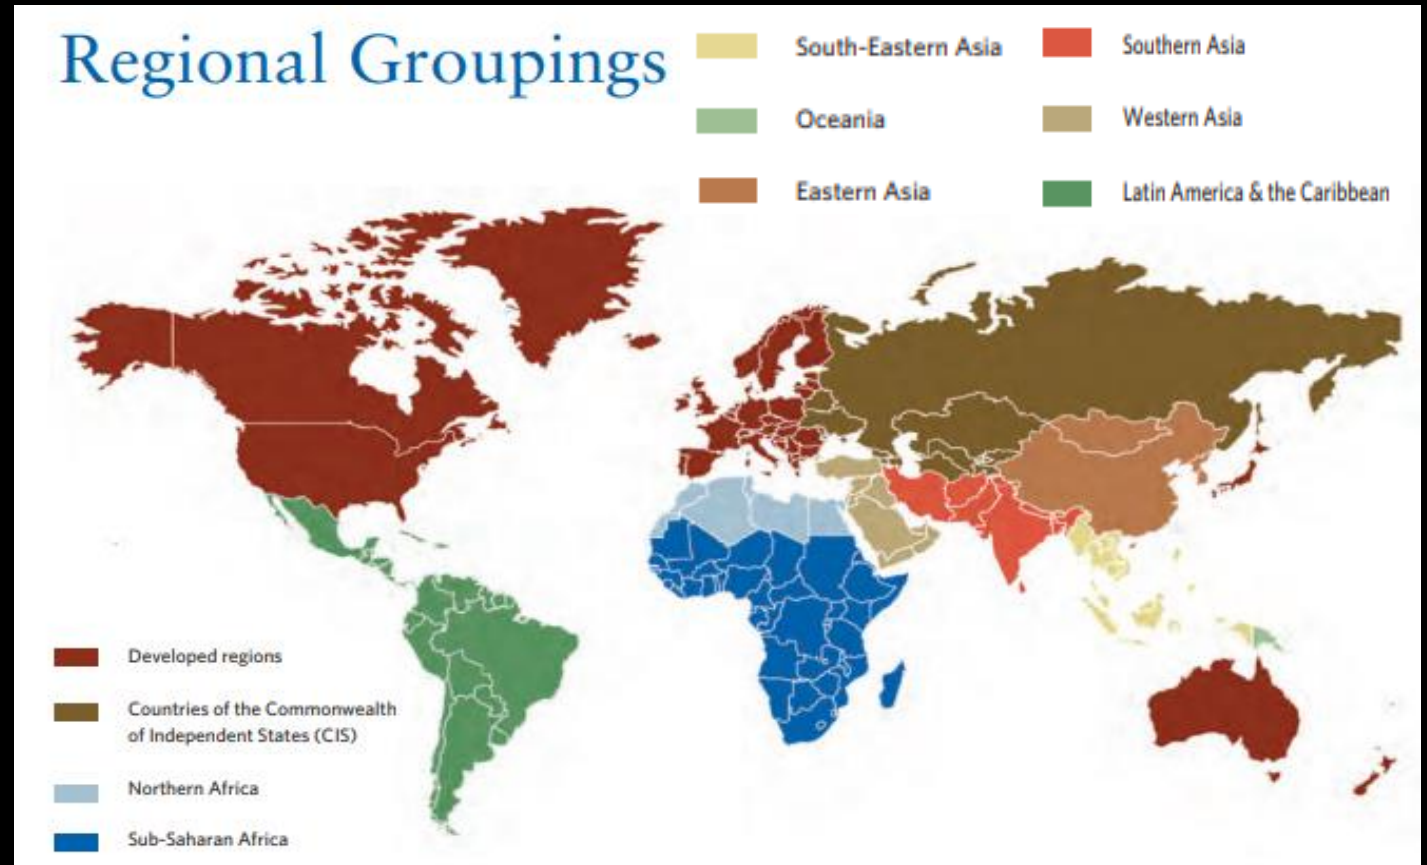 Regional Groupings
South-Eastern Asia
Southern Asia
Oceania
Western Asia
Eastern Asia
Latin America & the Caribbean
Developed regions
Countries of the Commonwealth
of Independent States (CIS)
Northern Africa
Sub-Saharan Africa